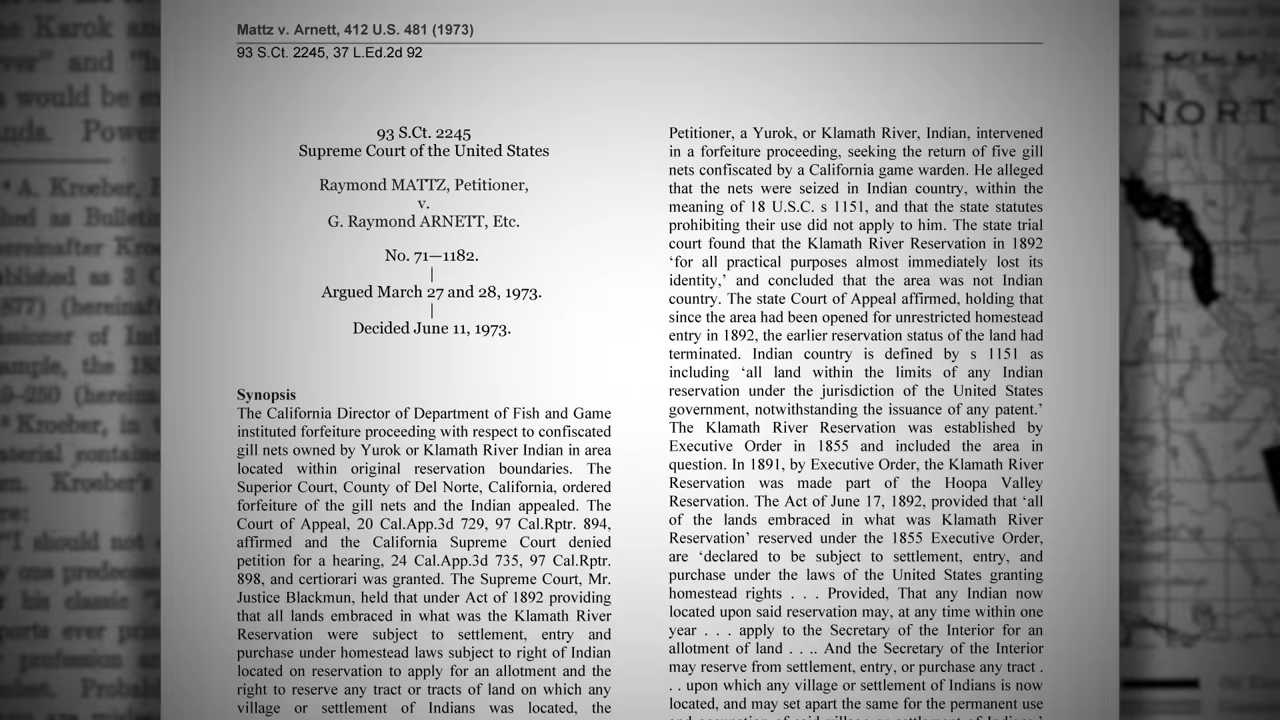 Mattz v. Arnett, 412 U.S. 481 (1973)
93 S.Ct. 2245, 37 L.Ed.2d 92
93 S.Ct. 2245
Supreme Court of the United States
Raymond MATTZ, Petitioner,
v.
G. Raymond ARNETT, Etc.
No. 71—1182.
|
Argued March 27 and 28, 1973.
|
Decided June 11, 1973.
Synopsis
The California Director of Department of Fish and Game
instituted forfeiture proceeding with respect to confiscated
gill nets owned by Yurok or Klamath River Indian in area
located within original reservation boundaries. The
Superior Court, County of Del Norte, California, ordered
forfeiture of the gill nets and the Indian appealed. The
Court of Appeal, 20 Cal.App.3d 729, 97 Cal.Rptr. 894,
affirmed and the California Supreme Court denied
petition for a hearing, 24 Cal.App.3d 735, 97 Cal.Rptr.
898, and certiorari was granted. The Supreme Court, Mr.
Justice Blackmun, held that under Act of 1892 providing
that all lands embraced in what was the Klamath River
Reservation were subject to settlement, entry and
purchase under homestead laws subject to right of Indian
located on reservation to apply for an allotment and the
right to reserve any tract or tracts of land on which any
village or settlement of Indians was located, the
Petitioner, a Yurok, or Klamath River, Indian, intervened
in a forfeiture proceeding, seeking the return of five gill
nets confiscated by a California game warden. He alleged
that the nets were seized in Indian country, within the
meaning of 18 U.S.C. s 1151, and that the state statutes
prohibiting their use did not apply to him. The state trial
court found that the Klamath River Reservation in 1892
‘for all practical purposes almost immediately lost its
identity,’ and concluded that the area was not Indian
country. The state Court of Appeal affirmed, holding that
since the area had been opened for unrestricted homestead
entry in 1892, the earlier reservation status of the land had
terminated. Indian country is defined by s 1151 as
including ‘all land within the limits of any Indian
reservation under the jurisdiction of the United States
government, notwithstanding the issuance of any patent.’
The Klamath River Reservation was established by
Executive Order in 1855 and included the area in
question. In 1891, by Executive Order, the Klamath River
Reservation was made part of the Hoopa Valley
Reservation. The Act of June 17, 1892, provided that ‘all
of the lands embraced in what was Klamath River
Reservation’ reserved under the 1855 Executive Order,
are ‘declared to be subject to settlement, entry, and
purchase under the laws of the United States granting
homestead rights . . . Provided, That any Indian now
located upon said reservation may, at any time within one
year . . . apply to the Secretary of the Interior for an
allotment of land . . .. And the Secretary of the Interior
may reserve from settlement, entry, or purchase any tract .
. . upon which any village or settlement of Indians is now
located, and may set apart the same for the permanent use
Karok
ver" and
would be
nds. Power
A. Kroeber,
as Bulletin
Kroeber, in
Kroeber's
"I should not
his classic
profession
NORT